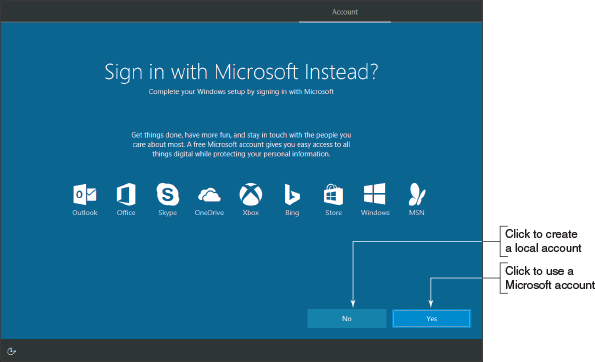 Account
Sign in with Microsoft Instead?
Complete your Windows setup by signing in with Microsoft
Get things done, have more fun, and stay in touch with the people you
care about most. A free Microsoft account gives you easy access to all
things digital while protecting your personal information.
Outlook Office Skype OneDrive Xbox Bing Store Windows MSN
Click to create
a local account
Click to use a
Microsoft account
No Yes